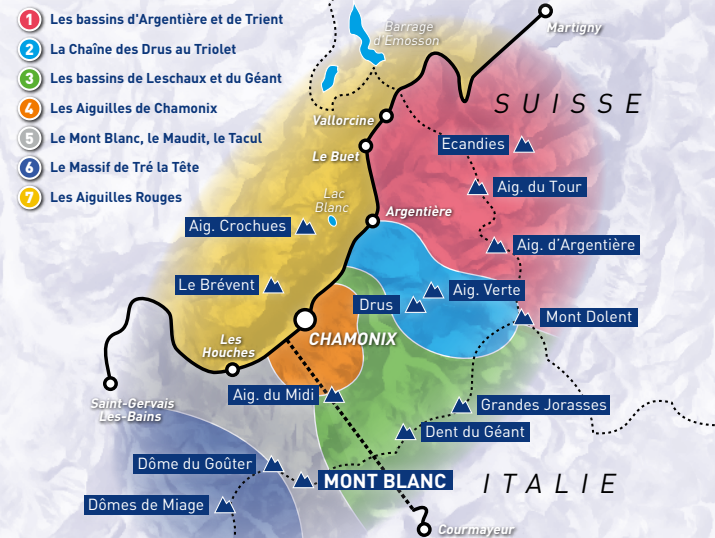 1 Les bassins d'Argentière et de Trient
2 La Chaîne des Drus au Triolet
3 Les bassins de Leschaux et du Géant
4 Les Aiguilles de Chamonix
5 Le Mont Blanc, le Maudit, le Tacul
6 Le Massif de Tré la Tête
7 Les Aiguilles Rouges
Barrage
d'Emosson
Martigny
SUISSE
Vallorcine
Ecandies
Le Buet
Aig. du Tour
Lac
Blanc
Argentière
Aig. Crochues
Aig. d'Argentière
Le Brévent
Aig. Verte
Drus
Mont Dolent
CHAMONIX
Les
Houches
Aig. du Midi
Saint-Gervais
Les-Bains
Grandes Jorasses
Dent du Géant
Dôme du Goûter
MONT BLANC
ITALIE
Dômes de Miage
Courmayeur